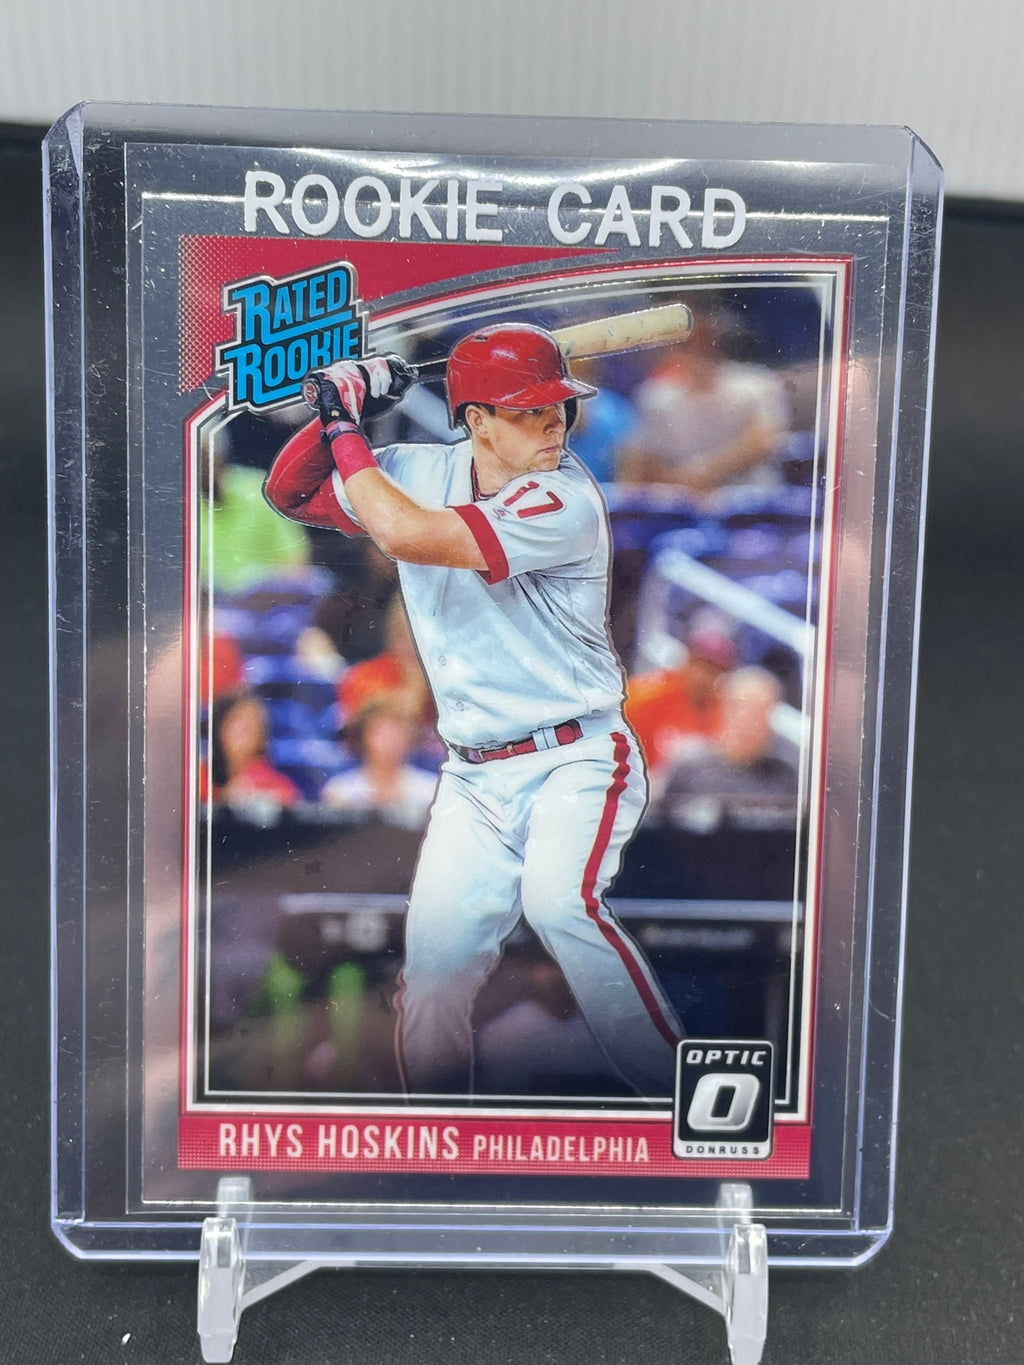 ROOKIE CARD
RATED
ROOKIE
17
OPTIC
O
DONRUSS
RHYS HOSKINS PHILADELPHIA